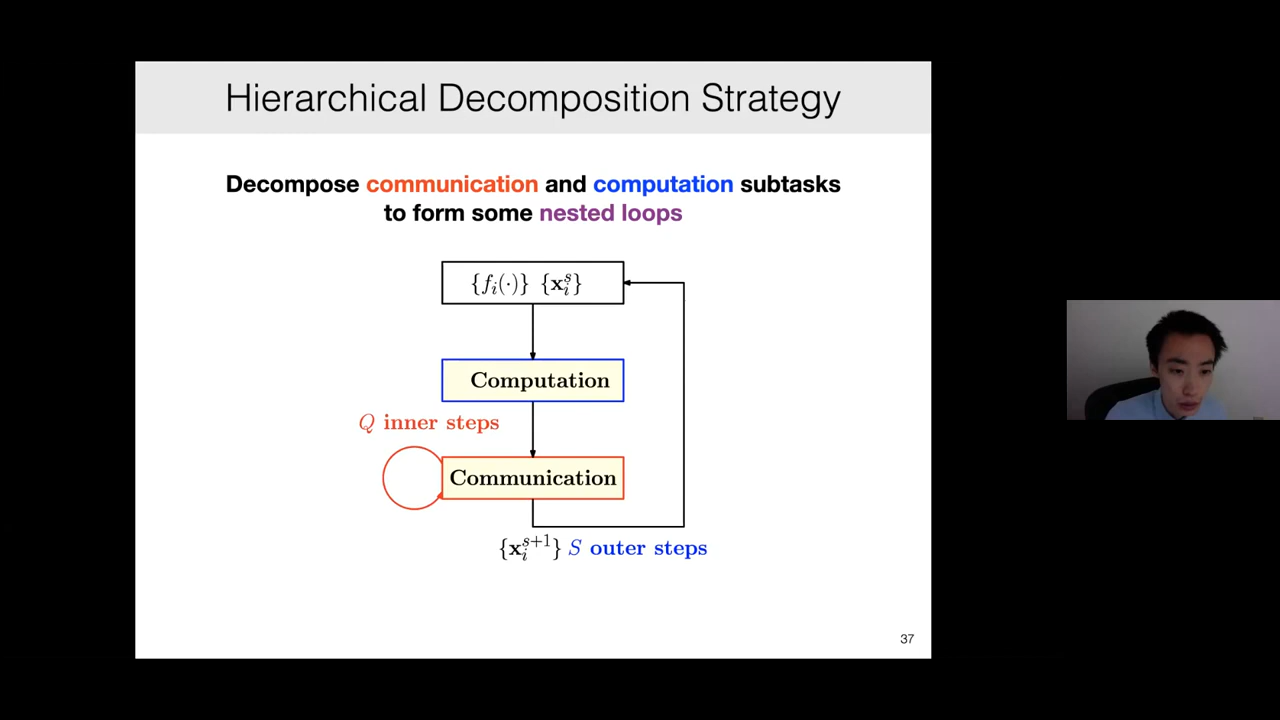 Hierarchical Decomposition Strategy
Decompose communication and computation subtasks
to form some nested loops
{f_i(·)} {x_i^s}
Computation
Q inner steps
Communication
{x_i^{s+1}} S outer steps
37